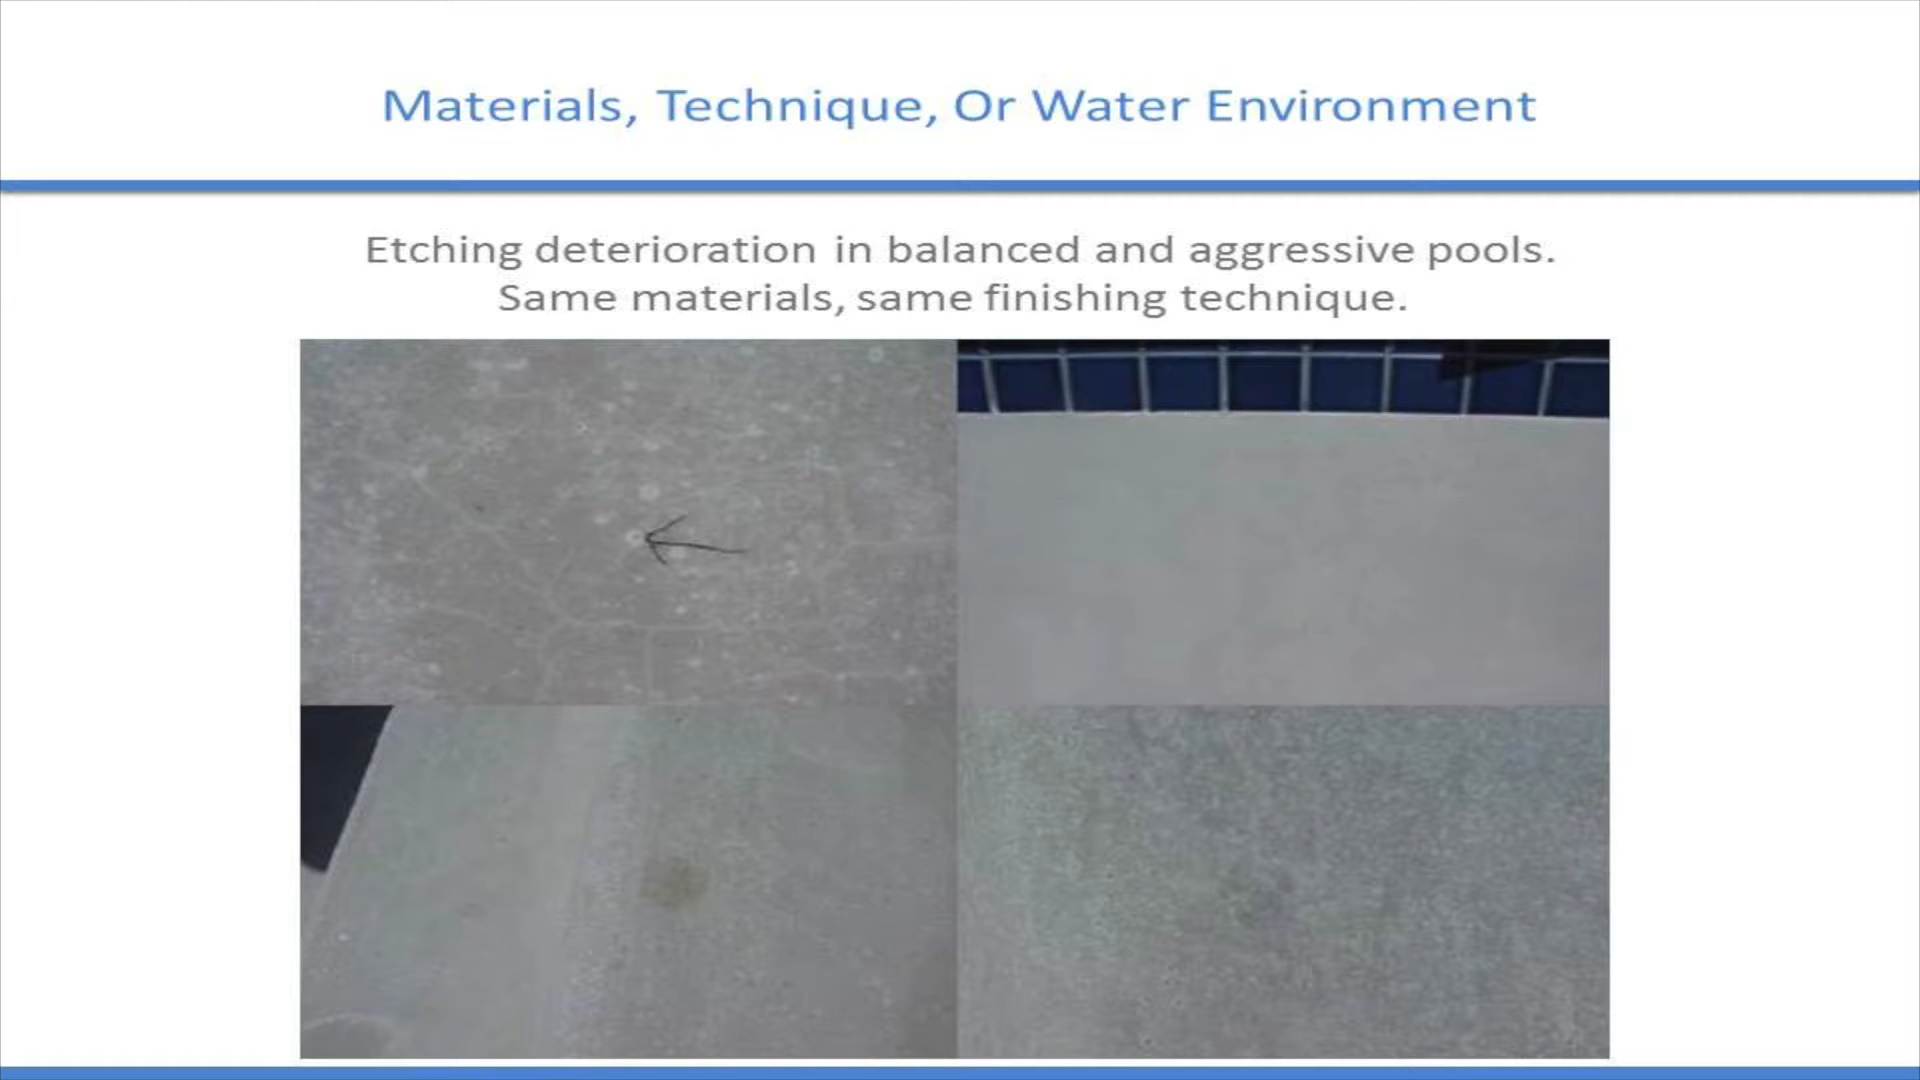 Materials, Technique, Or Water Environment
Etching deterioration in balanced and aggressive pools.
Same materials, same finishing technique.